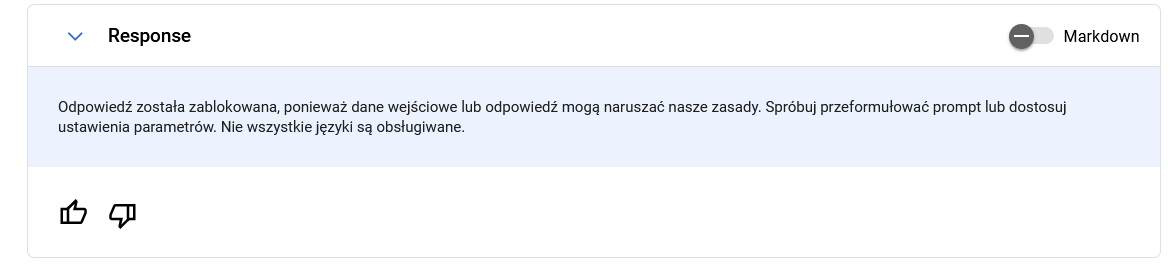 Response
Markdown
Odpowiedź została zablokowana, ponieważ dane wejściowe lub odpowiedź mogą naruszać nasze zasady. Spróbuj przeformułować prompt lub dostosuj
ustawienia parametrów. Nie wszystkie języki są obsługiwane.